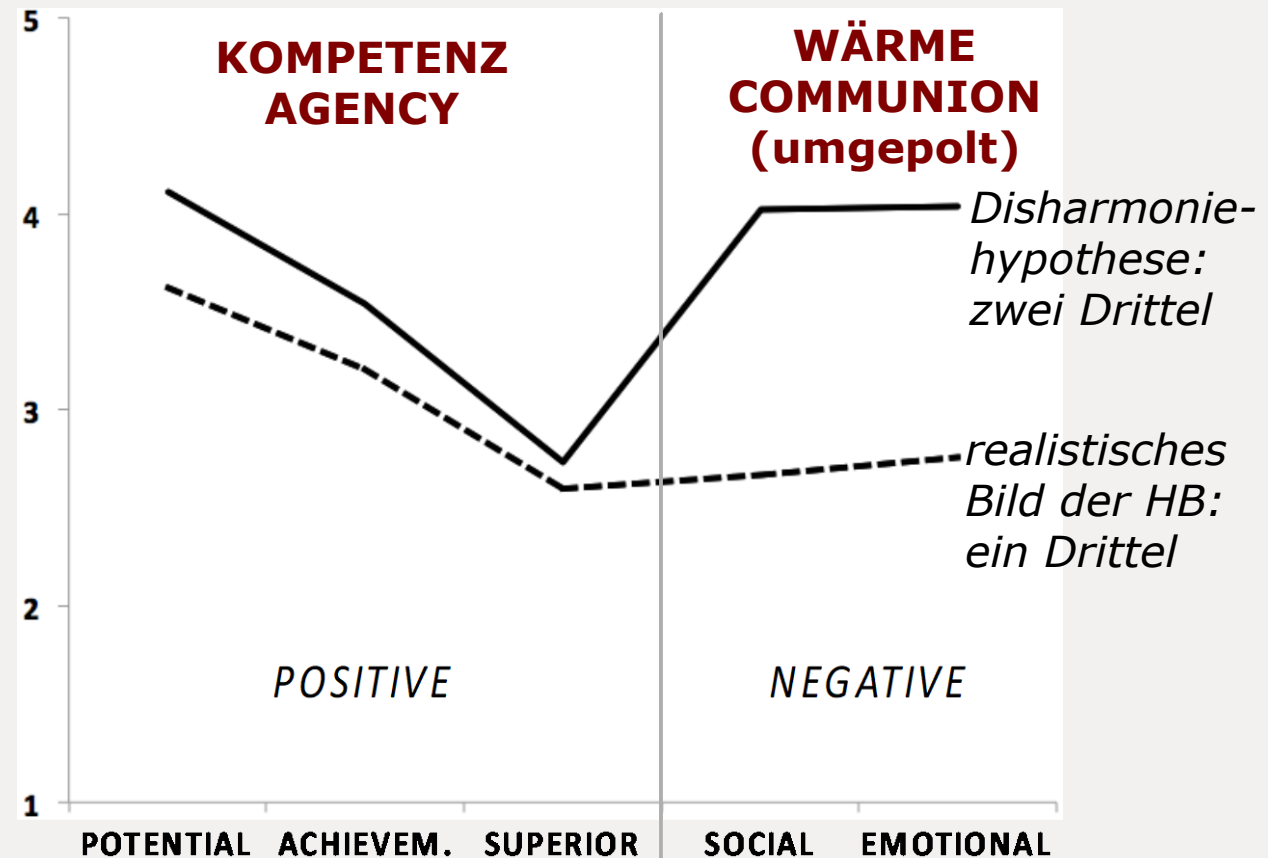 KOMPETENZ
AGENCY
WÄRME
COMMUNION
(umgepolt)
5
4
3
2
1
Disharmonie-
hypothese:
zwei Drittel
realistisches
Bild der HB:
ein Drittel
POSITIVE
NEGATIVE
POTENTIAL ACHIEVEM. SUPERIOR SOCIAL EMOTIONAL